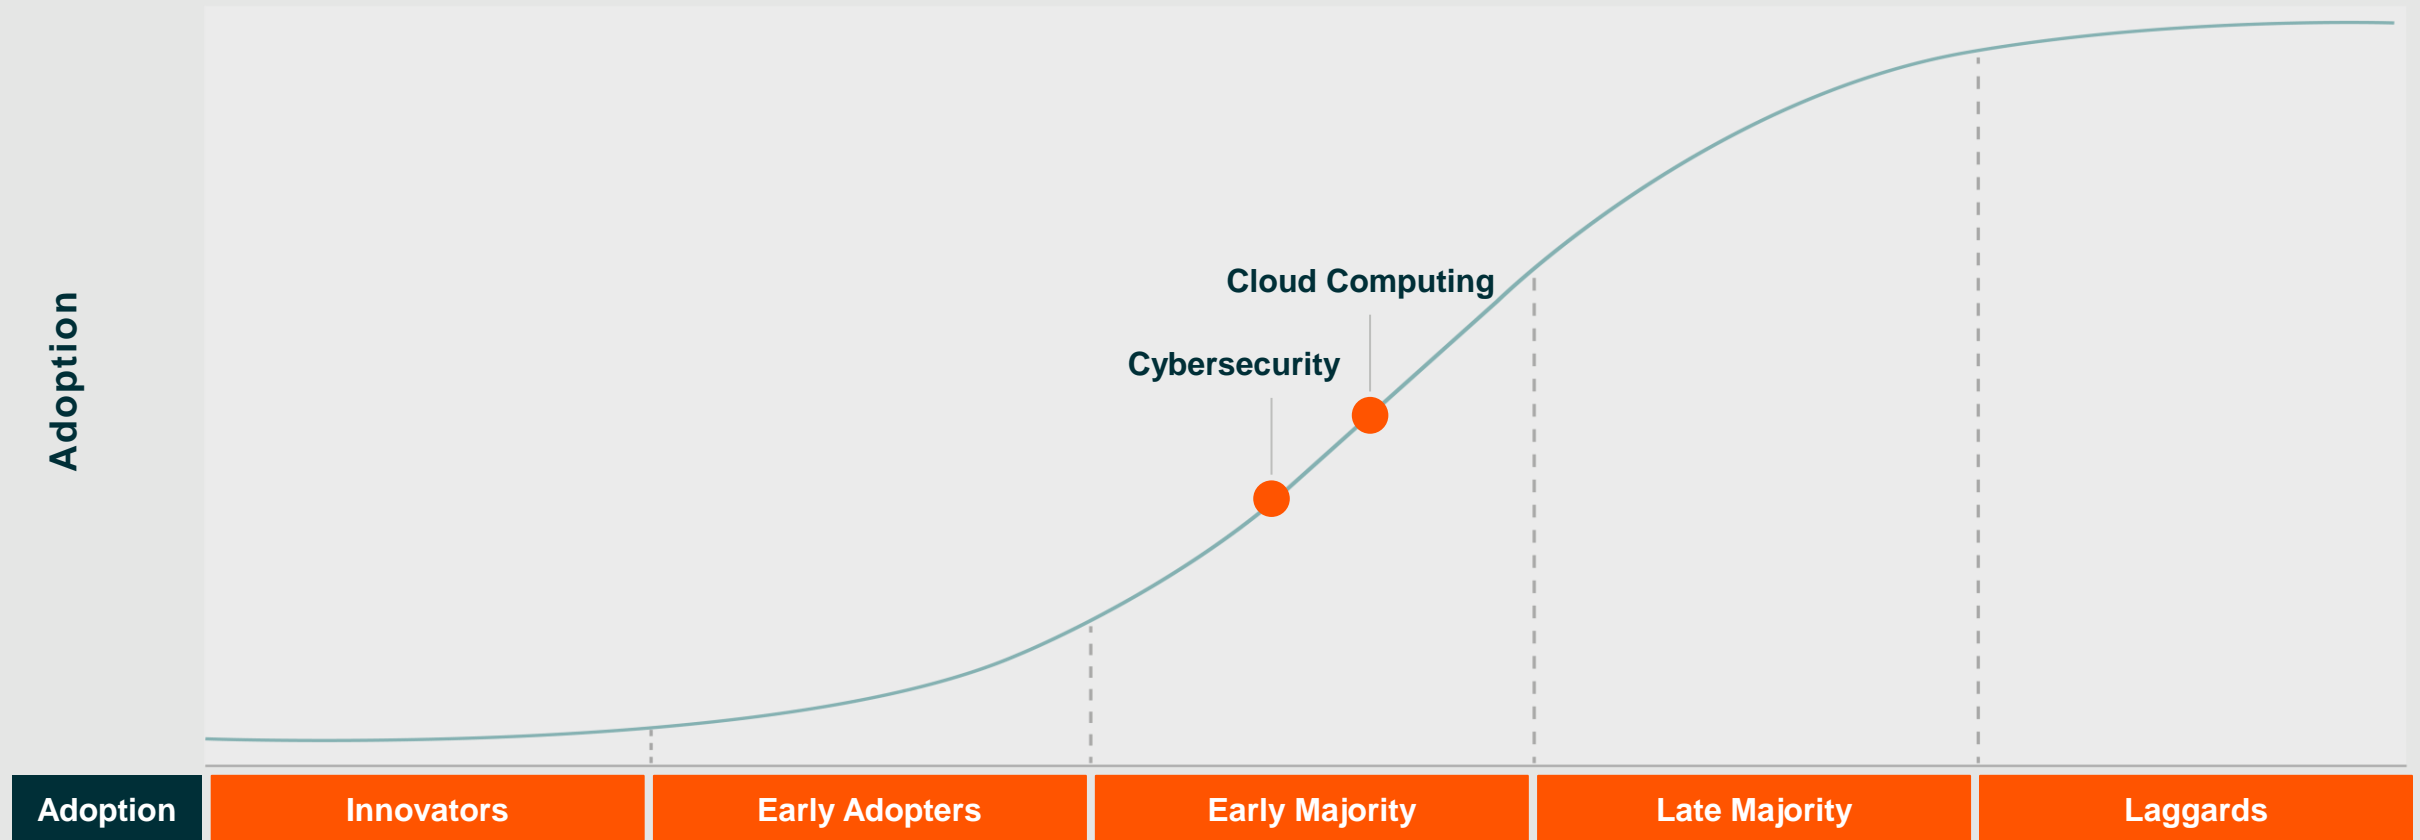 Adoption
Cloud Computing
Cybersecurity
Adoption
Innovators
Early Adopters
Early Majority
Late Majority
Laggards